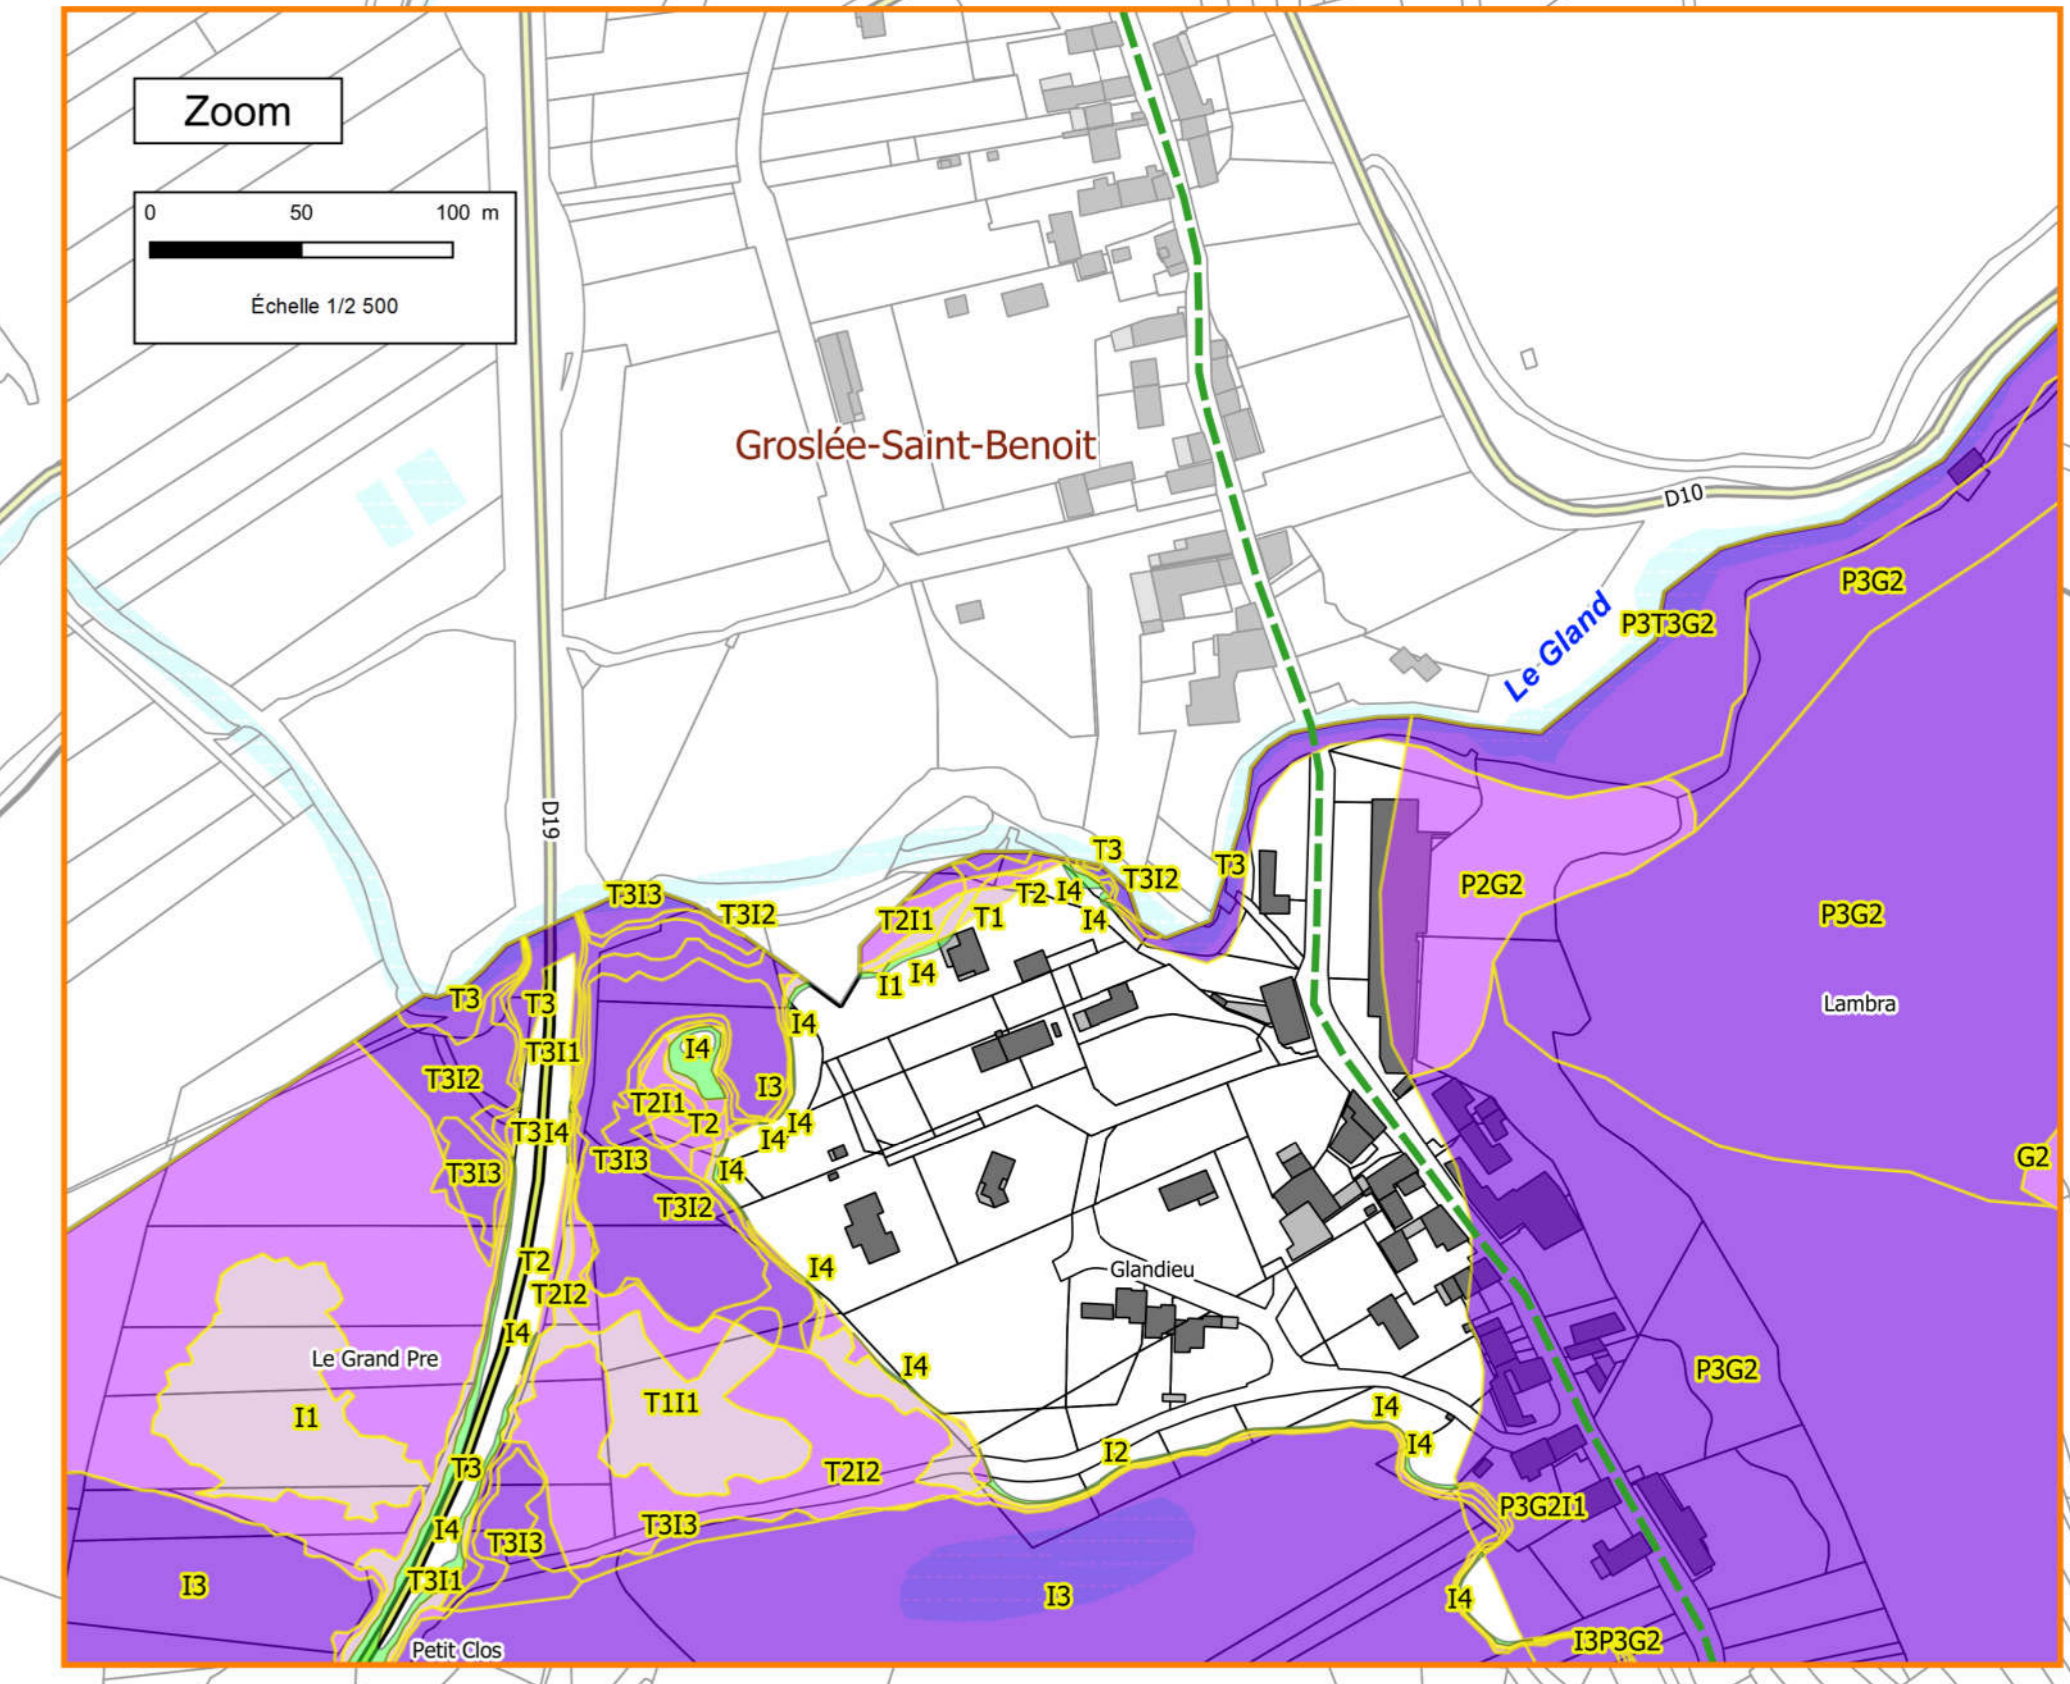 Zoom
0 50 100 m
Échelle 1/2 500
Groslée-Saint-Benoit
D10
P3G2
Le Gland
P3T3G2
D19
T3
T3
T3I2
T3I3
T3I2
T2 I4
P2G2
T2I1
T1
I4
P3G2
I1 I4
T3
T3
I4
Lambra
T3I1
I4
T3I2
I3
T2I1
T2
I4
T3I4
I4
T3I3
T3I3
I4
G2
T3I2
T2
I4
Glandieu
T2I2
I4
Le Grand Pre
I4
P3G2
T1I1
I1
I4
I2
I4
T3
T2I2
P3G2I1
T3I3
I4
T3I3
I3
T3I1
I3
I4
Petit Clos
I3P3G2